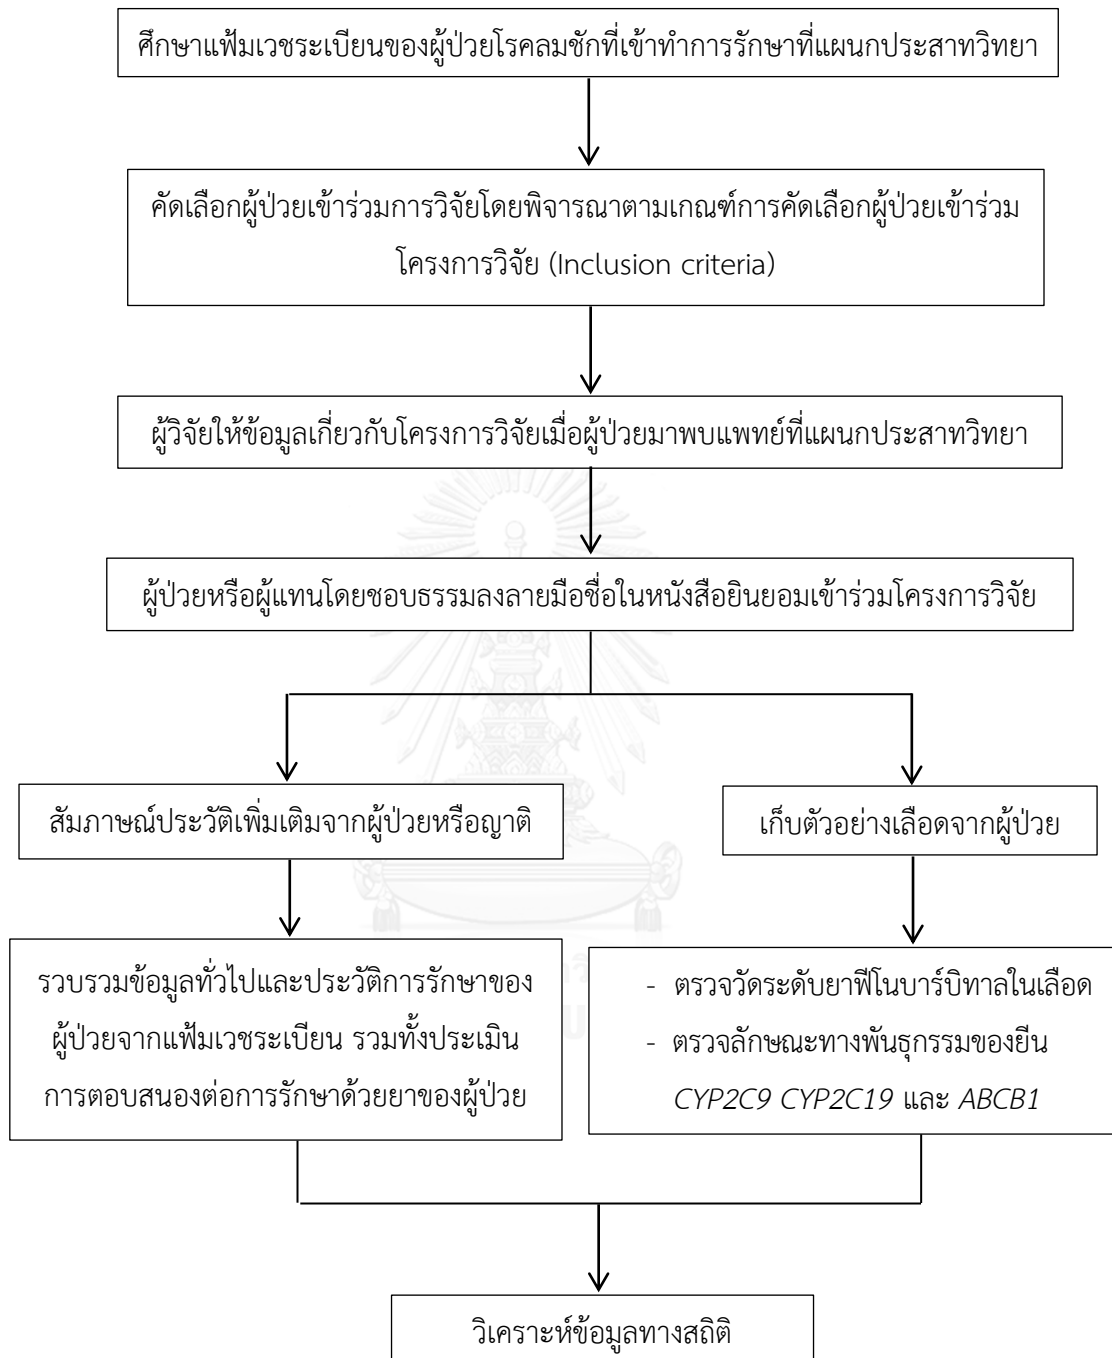 ศึกษาแฟ้มเวชระเบียนของผู้ป่วยโรคลมชักที่เข้าทำการรักษาที่แผนกประสาทวิทยา
คัดเลือกผู้ป่วยเข้าร่วมการวิจัยโดยพิจารณาตามเกณฑ์การคัดเลือกผู้ป่วยเข้าร่วม
โครงการวิจัย (Inclusion criteria)
ผู้วิจัยให้ข้อมูลเกี่ยวกับโครงการวิจัยเมื่อผู้ป่วยมาพบแพทย์ที่แผนกประสาทวิทยา
ผู้ป่วยหรือผู้แทนโดยชอบธรรมลงลายมือชื่อในหนังสือยินยอมเข้าร่วมโครงการวิจัย
สัมภาษณ์ประวัติเพิ่มเติมจากผู้ป่วยหรือญาติ
รวบรวมข้อมูลทั่วไปและประวัติการรักษาของ
ผู้ป่วยจากแฟ้มเวชระเบียน รวมทั้งประเมิน
การตอบสนองต่อการรักษาด้วยยาของผู้ป่วย
เก็บตัวอย่างเลือดจากผู้ป่วย
- ตรวจวัดระดับยาฟีโนบาร์บิทาลในเลือด
- ตรวจลักษณะทางพันธุกรรมของยีน
CYP2C9 CYP2C19 และ ABCB1
วิเคราะห์ข้อมูลทางสถิติ